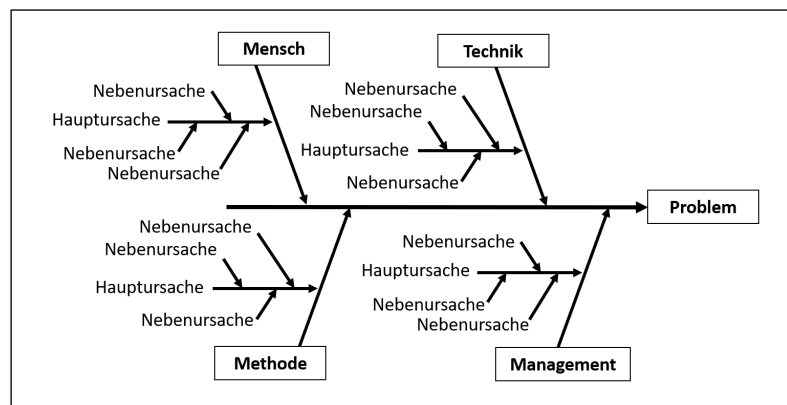 Mensch
Technik
Nebenursache
Hauptursache
Nebenursache
Nebenursache
Nebenursache
Nebenursache
Hauptursache
Nebenursache
Problem
Nebenursache
Nebenursache
Hauptursache
Nebenursache
Nebenursache
Hauptursache
Nebenursache
Nebenursache
Methode
Management